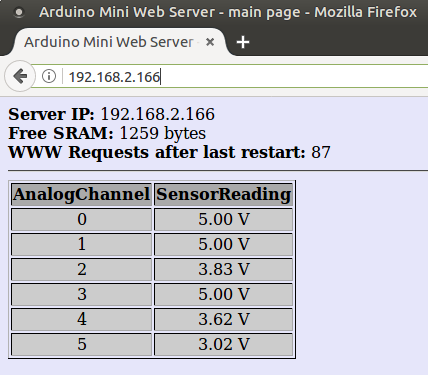 Arduino Mini Web Server - main page - Mozilla Firefox
Arduino Mini Web Server -
192.168.2.166
Server IP: 192.168.2.166
Free SRAM: 1259 bytes
WWW Requests after last restart: 87
AnalogChannel SensorReading
0 5.00 V
1 5.00 V
2 3.83 V
3 5.00 V
4 3.62 V
5 3.02 V